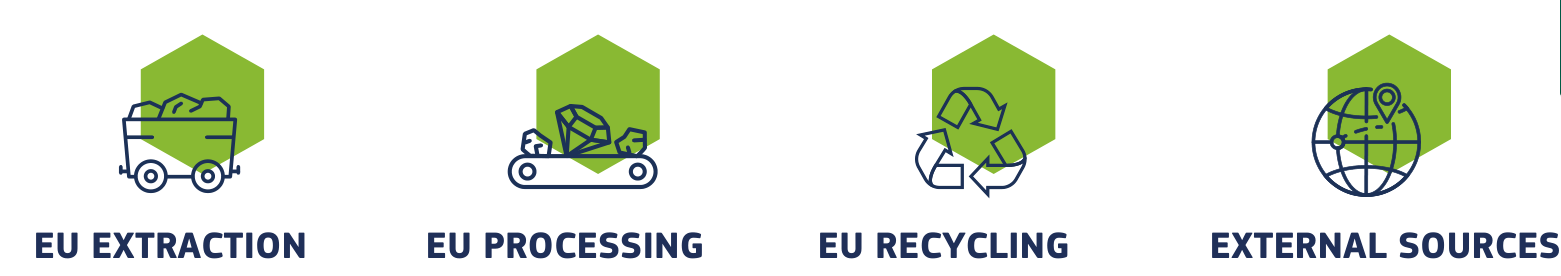 EU EXTRACTION
EU PROCESSING
EU RECYCLING
EXTERNAL SOURCES